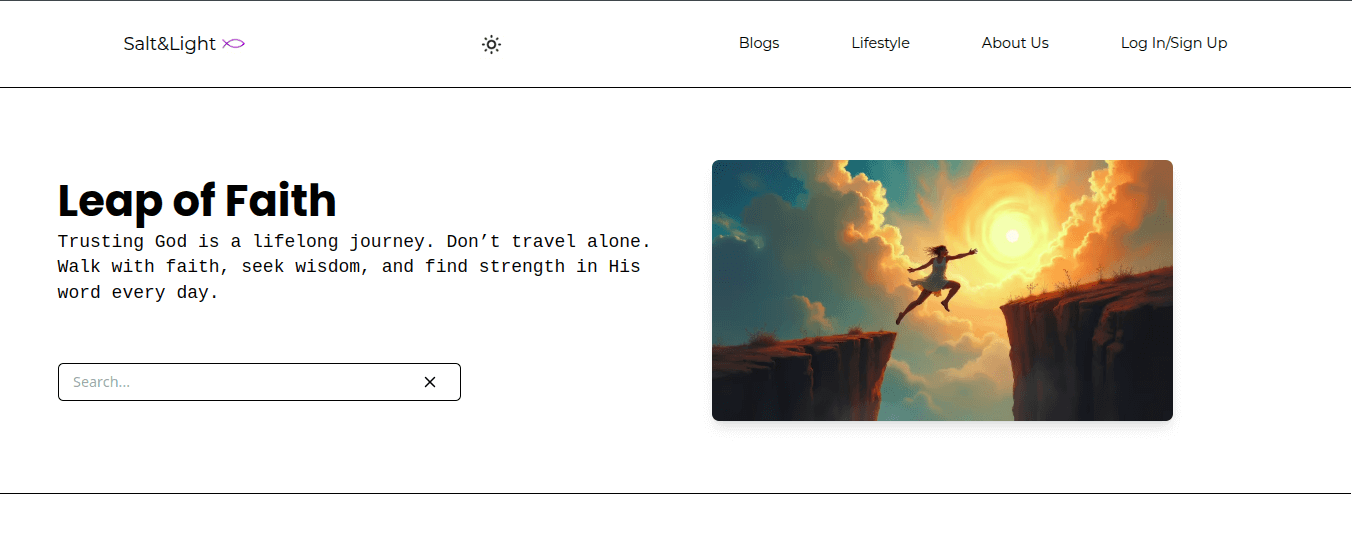 Salt&Light
Blogs
Lifestyle
About Us
Log In/Sign Up
Leap of Faith
Trusting God is a lifelong journey. Don’t travel alone.
Walk with faith, seek wisdom, and find strength in His
word every day.
Search...